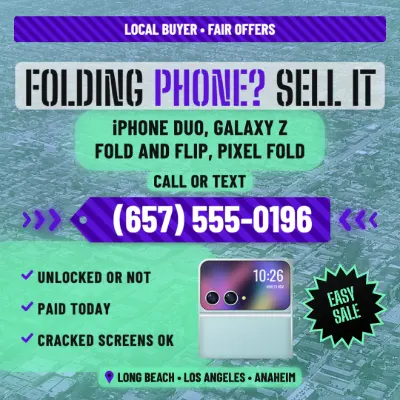 LOCAL BUYER • FAIR OFFERS
FOLDING PHONE? SELL IT
iPHONE DUO, GALAXY Z
FOLD AND FLIP, PIXEL FOLD
CALL OR TEXT
(657) 555-0196
UNLOCKED OR NOT
PAID TODAY
CRACKED SCREENS OK
10:26
EASY
SALE
LONG BEACH • LOS ANGELES • ANAHEIM